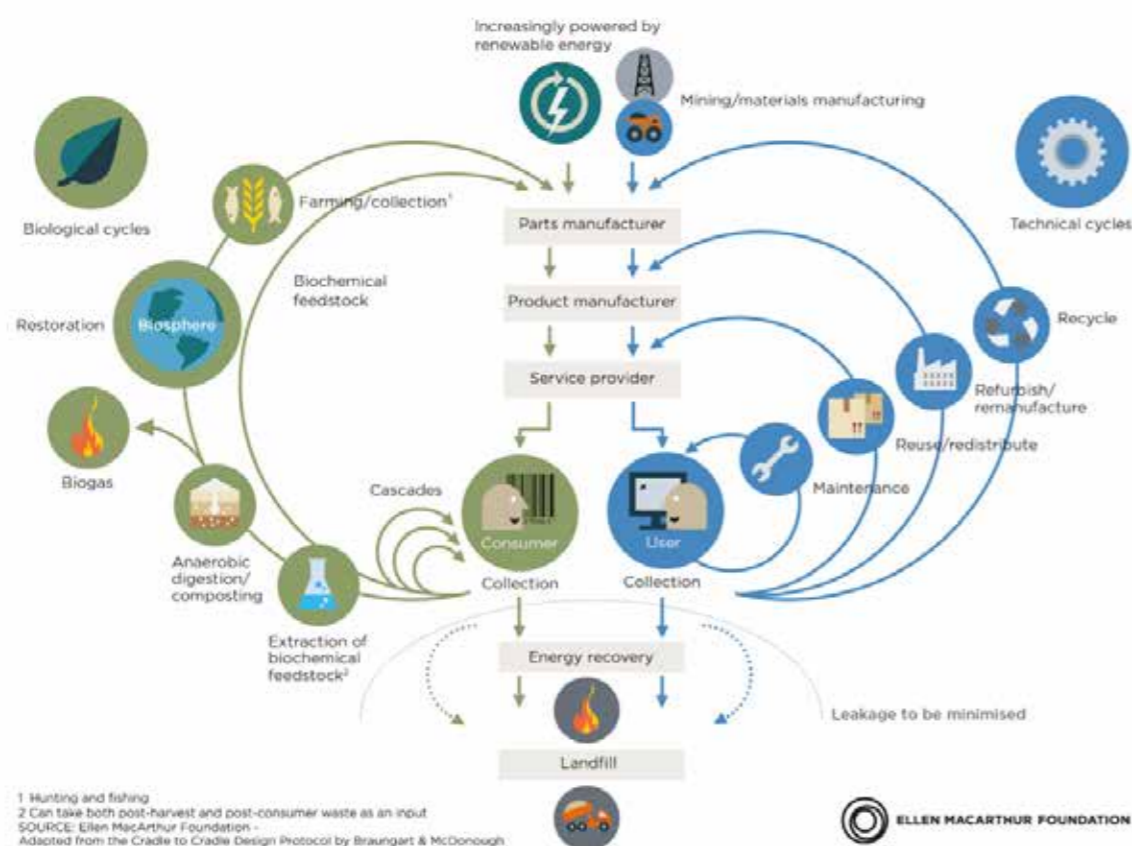 Increasingly powered by
renewable energy
Mining/materials manufacturing
Biological cycles
Farming/collection¹
Parts manufacturer
Technical cycles
Biochemical
feedstock
Restoration
Biosphere
Product manufacturer
Recycle
Service provider
Refurbish/
remanufacture
Biogas
Reuse/redistribute
Cascades
Maintenance
Consumer
User
Anaerobic
digestion/
composting
Collection
Collection
Extraction of
biochemical
feedstock²
Energy recovery
Leakage to be minimised
Landfill
1 Hunting and fishing
2 Can take both post-harvest and post-consumer waste as an input
SOURCE: Ellen MacArthur Foundation -
Adapted from the Cradle to Cradle Design Protocol by Braungart & McDonough
ELLEN MACARTHUR FOUNDATION